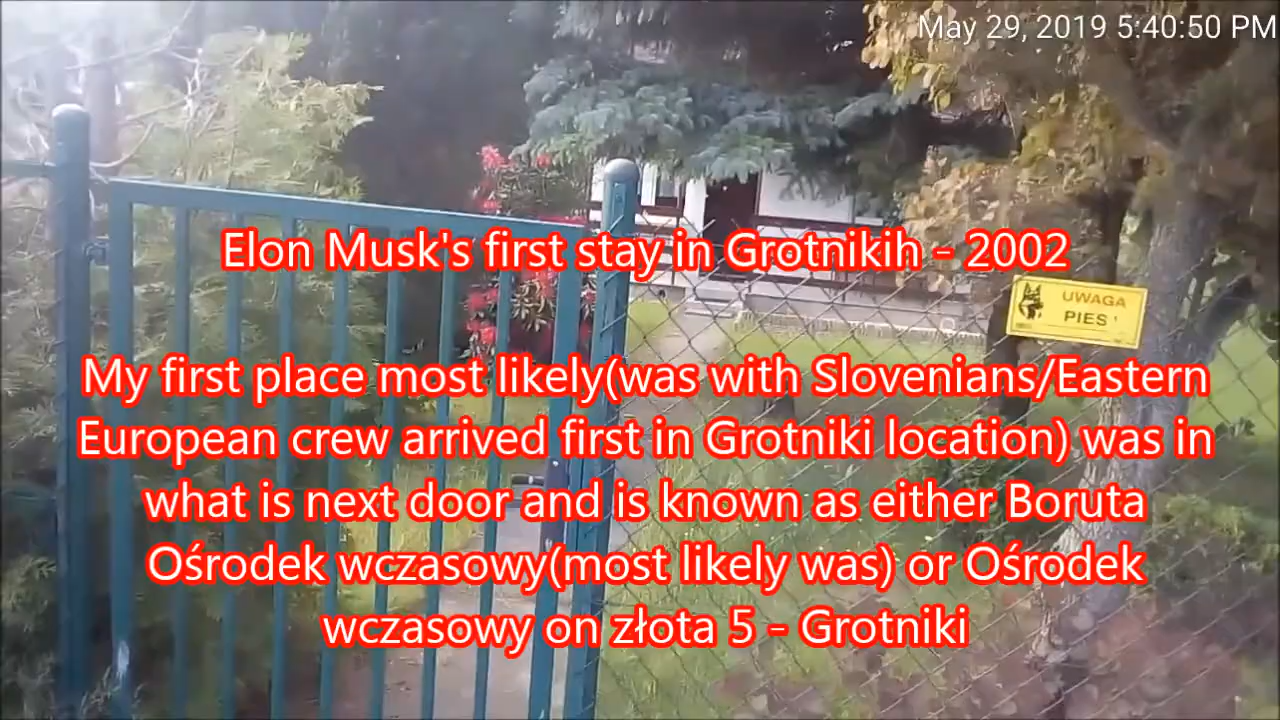 May 29, 2019 5:40:50 PM
Elon Musk's first stay in Grotnikih - 2002
UWAGA
PIES !
My first place most likely(was with Slovenians/Eastern
European crew arrived first in Grotniki location) was in
what is next door and is known as either Boruta
Ośrodek wczasowy(most likely was) or Ośrodek
wczasowy on złota 5 - Grotniki